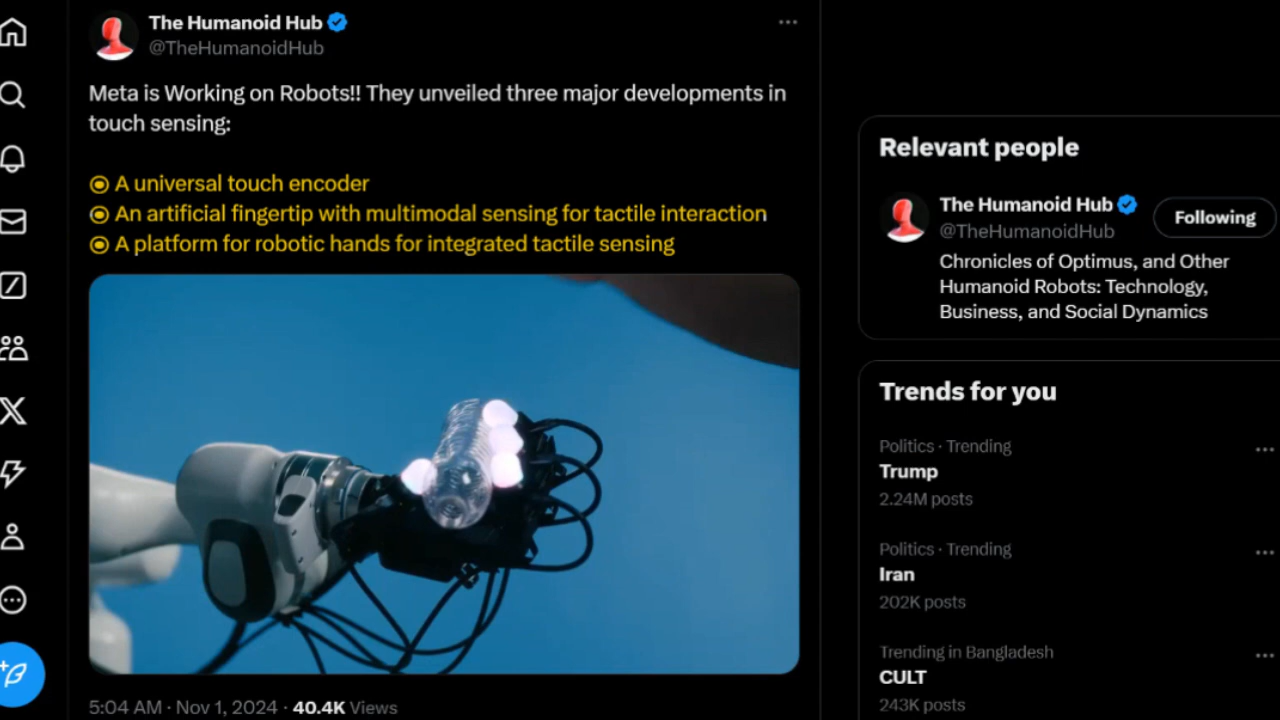 The Humanoid Hub
@TheHumanoidHub
Meta is Working on Robots!! They unveiled three major developments in
touch sensing:
A universal touch encoder
An artificial fingertip with multimodal sensing for tactile interaction
A platform for robotic hands for integrated tactile sensing
5:04 AM · Nov 1, 2024 · 40.4K Views
Relevant people
The Humanoid Hub
@TheHumanoidHub
Following
Chronicles of Optimus, and Other
Humanoid Robots: Technology,
Business, and Social Dynamics
Trends for you
Politics · Trending
Trump
2.24M posts
Politics · Trending
Iran
202K posts
Trending in Bangladesh
CULT
243K posts